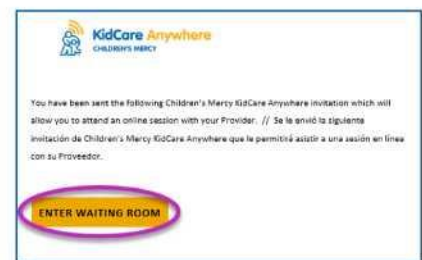 KidCare Anywhere
CHILDREN'S MERCY
You have been sent the following Children's Mercy KidCare Anywhere invitation which will
allow you to attend an online session with your Provider. // Se le envió la siguiente
invitación de Children's Mercy KidCare Anywhere que le permitirá asistir a una sesión en línea
con su Proveedor.
ENTER WAITING ROOM